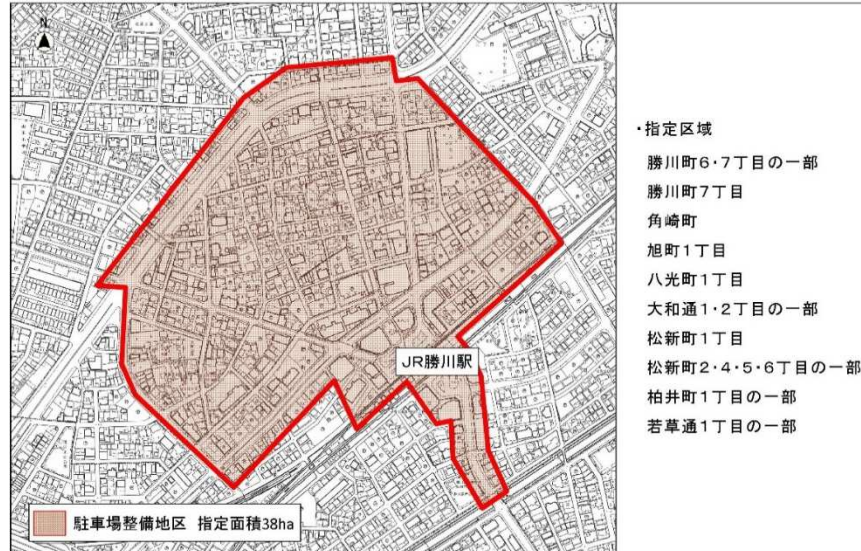 N
JR勝川駅
駐車場整備地区 指定面積38ha
・指定区域
勝川町6・7丁目の一部
勝川町7丁目
角崎町
旭町1丁目
八光町1丁目
大和通1・2丁目の一部
松新町1丁目
松新町2・4・5・6丁目の一部
柏井町1丁目の一部
若草通1丁目の一部